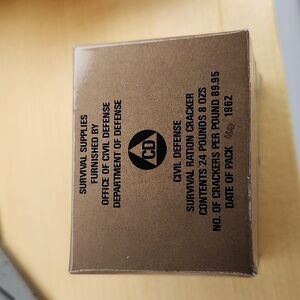 SURVIVAL SUPPLIES
FURNISHED BY
OFFICE OF CIVIL DEFENSE
DEPARTMENT OF DEFENSE
CD
CIVIL DEFENSE
SURVIVAL RATION CRACKER
CONTENTS 24 POUNDS 8 OZS
NO. OF CRACKERS PER POUND 89.95
DATE OF PACK MAY 1962